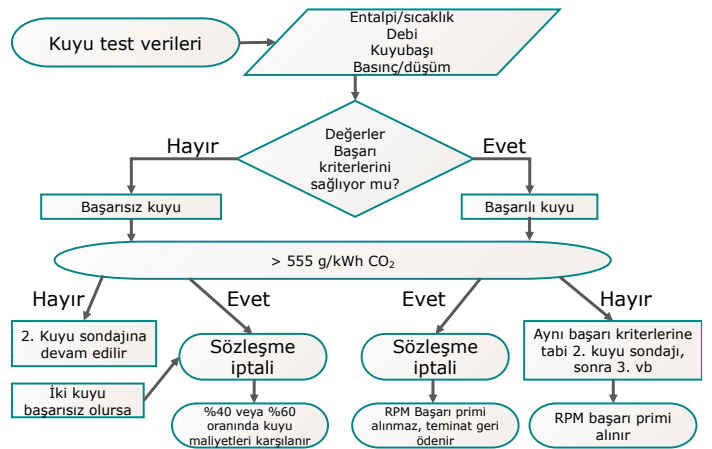 Kuyu test verileri
Entalpi/sıcaklık
Debi
Kuyubaşı
Basınç/düşüm
Değerler
Başarı
kriterlerini
sağlıyor mu?
Hayır
Evet
Başarısız kuyu
Başarılı kuyu
> 555 g/kWh CO₂
Hayır
Evet
Evet
Hayır
2. Kuyu sondajına
devam edilir
Sözleşme
iptali
Sözleşme
iptali
Aynı başarı kriterlerine
tabi 2. kuyu sondajı,
sonra 3. vb
İki kuyu
başarısız olursa
%40 veya %60
oranında kuyu
maliyetleri karşılanır
RPM Başarı primi
alınmaz, teminat geri
ödenir
RPM başarı primi
alınır